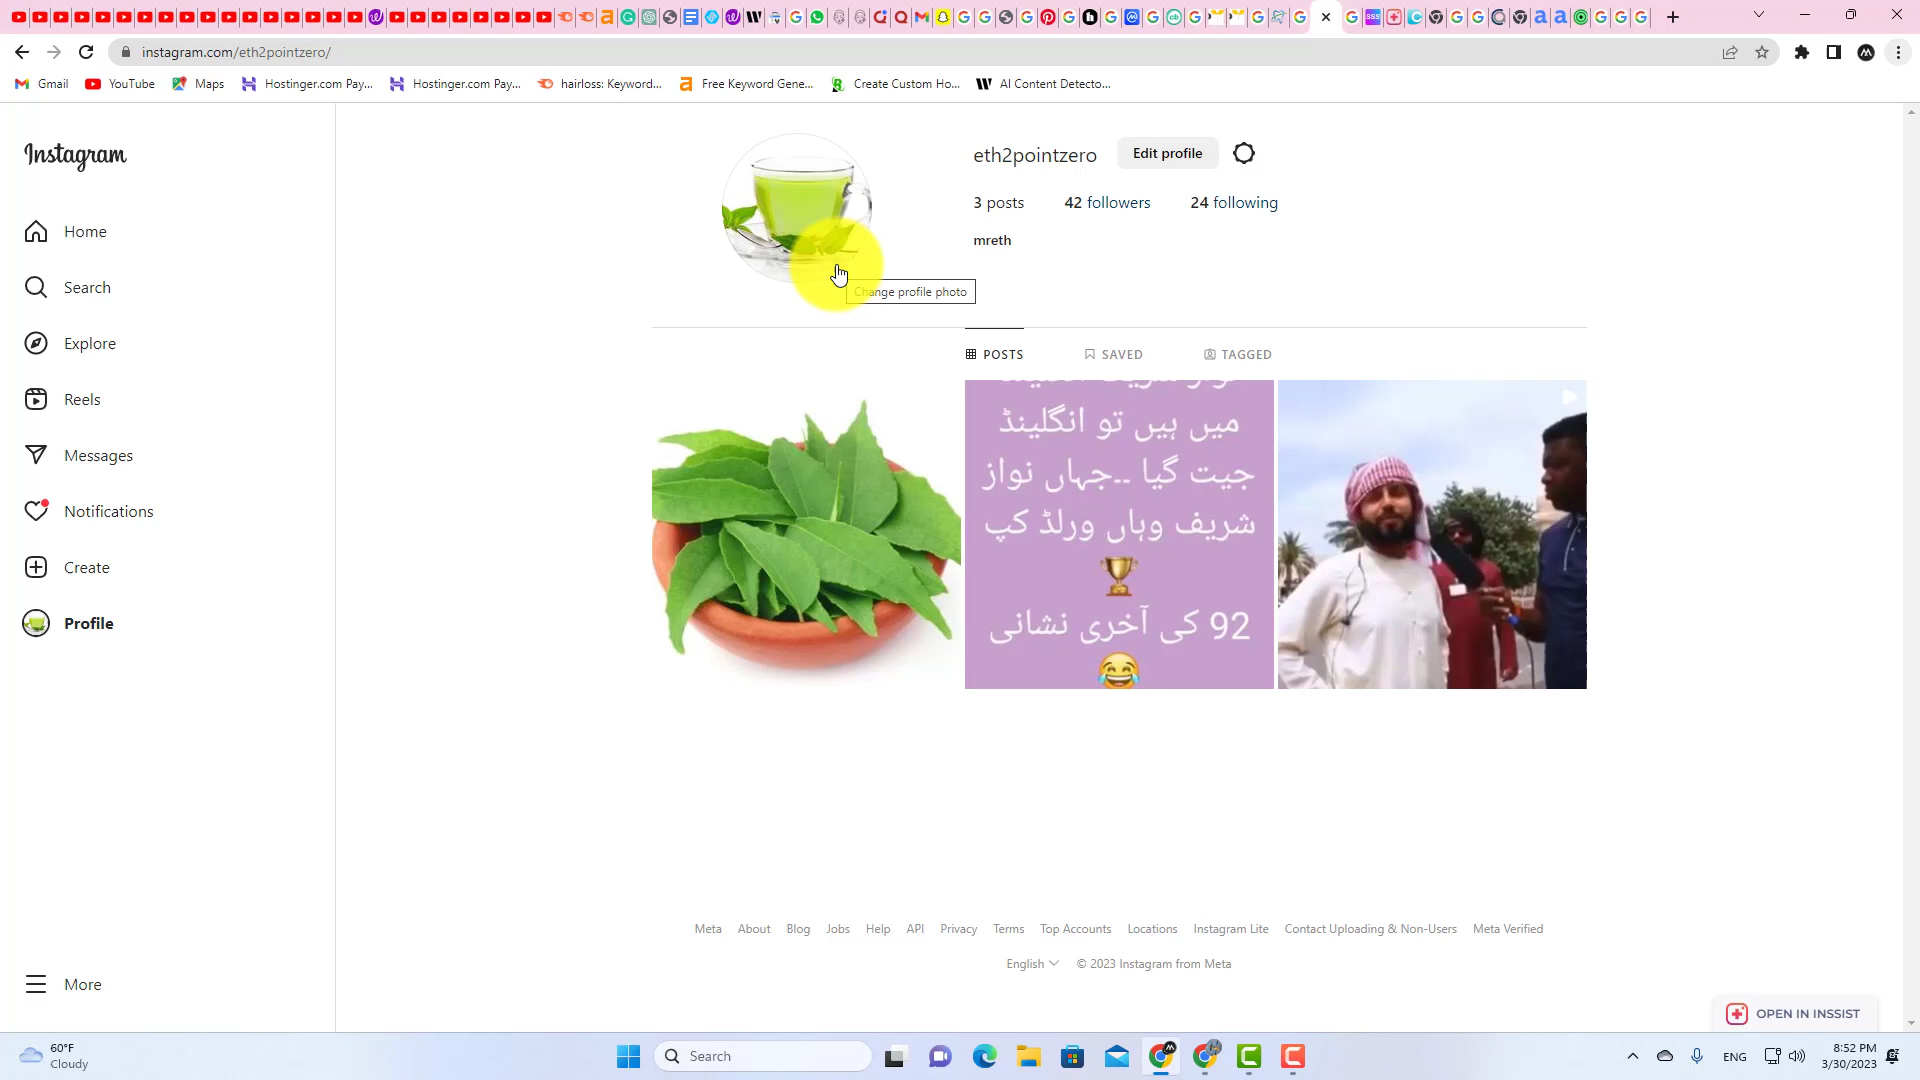 instagram.com/eth2pointzero/
Gmail
YouTube
Maps
Hostinger.com Pay...
Hostinger.com Pay...
hairloss: Keyword...
Free Keyword Gene...
Create Custom Ho...
AI Content Detecto...
Instagram
eth2pointzero
Edit profile
3 posts
42 followers
24 following
mreth
Change profile photo
Home
Search
Explore
Reels
Messages
Notifications
Create
Profile
More
POSTS
SAVED
TAGGED
میں ہیں تو انگلینڈ
جیت گیا ..جہاں نواز
شریف وہاں ورلڈ کپ
🏆
92 کی آخری نشانی
😂
Meta
About
Blog
Jobs
Help
API
Privacy
Terms
Top Accounts
Locations
Instagram Lite
Contact Uploading & Non-Users
Meta Verified
English
© 2023 Instagram from Meta
OPEN IN INSSIST
60°F
Cloudy
Search
ENG
8:52 PM
3/30/2023